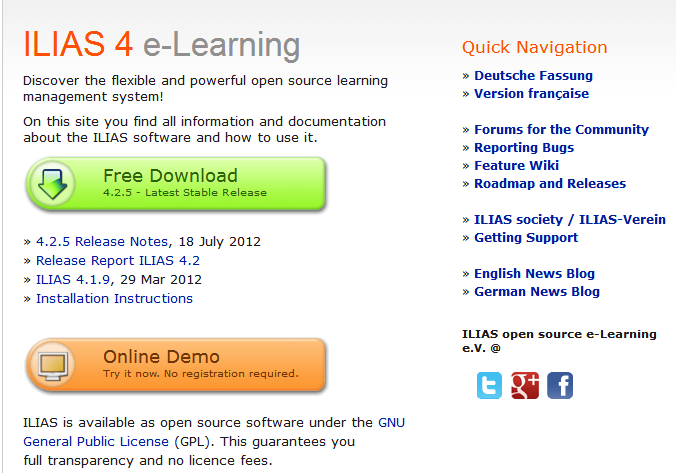 ILIAS 4 e-Learning
Discover the flexible and powerful open source learning
management system!
On this site you find all information and documentation
about the ILIAS software and how to use it.
Free Download
4.2.5 - Latest Stable Release
» 4.2.5 Release Notes, 18 July 2012
» Release Report ILIAS 4.2
» ILIAS 4.1.9, 29 Mar 2012
» Installation Instructions
Online Demo
Try it now. No registration required.
ILIAS is available as open source software under the GNU
General Public License (GPL). This guarantees you
full transparency and no licence fees.
Quick Navigation
» Deutsche Fassung
» Version française
» Forums for the Community
» Reporting Bugs
» Feature Wiki
» Roadmap and Releases
» ILIAS society / ILIAS-Verein
» Getting Support
» English News Blog
» German News Blog
ILIAS open source e-Learning
e.V. @
t g+ f